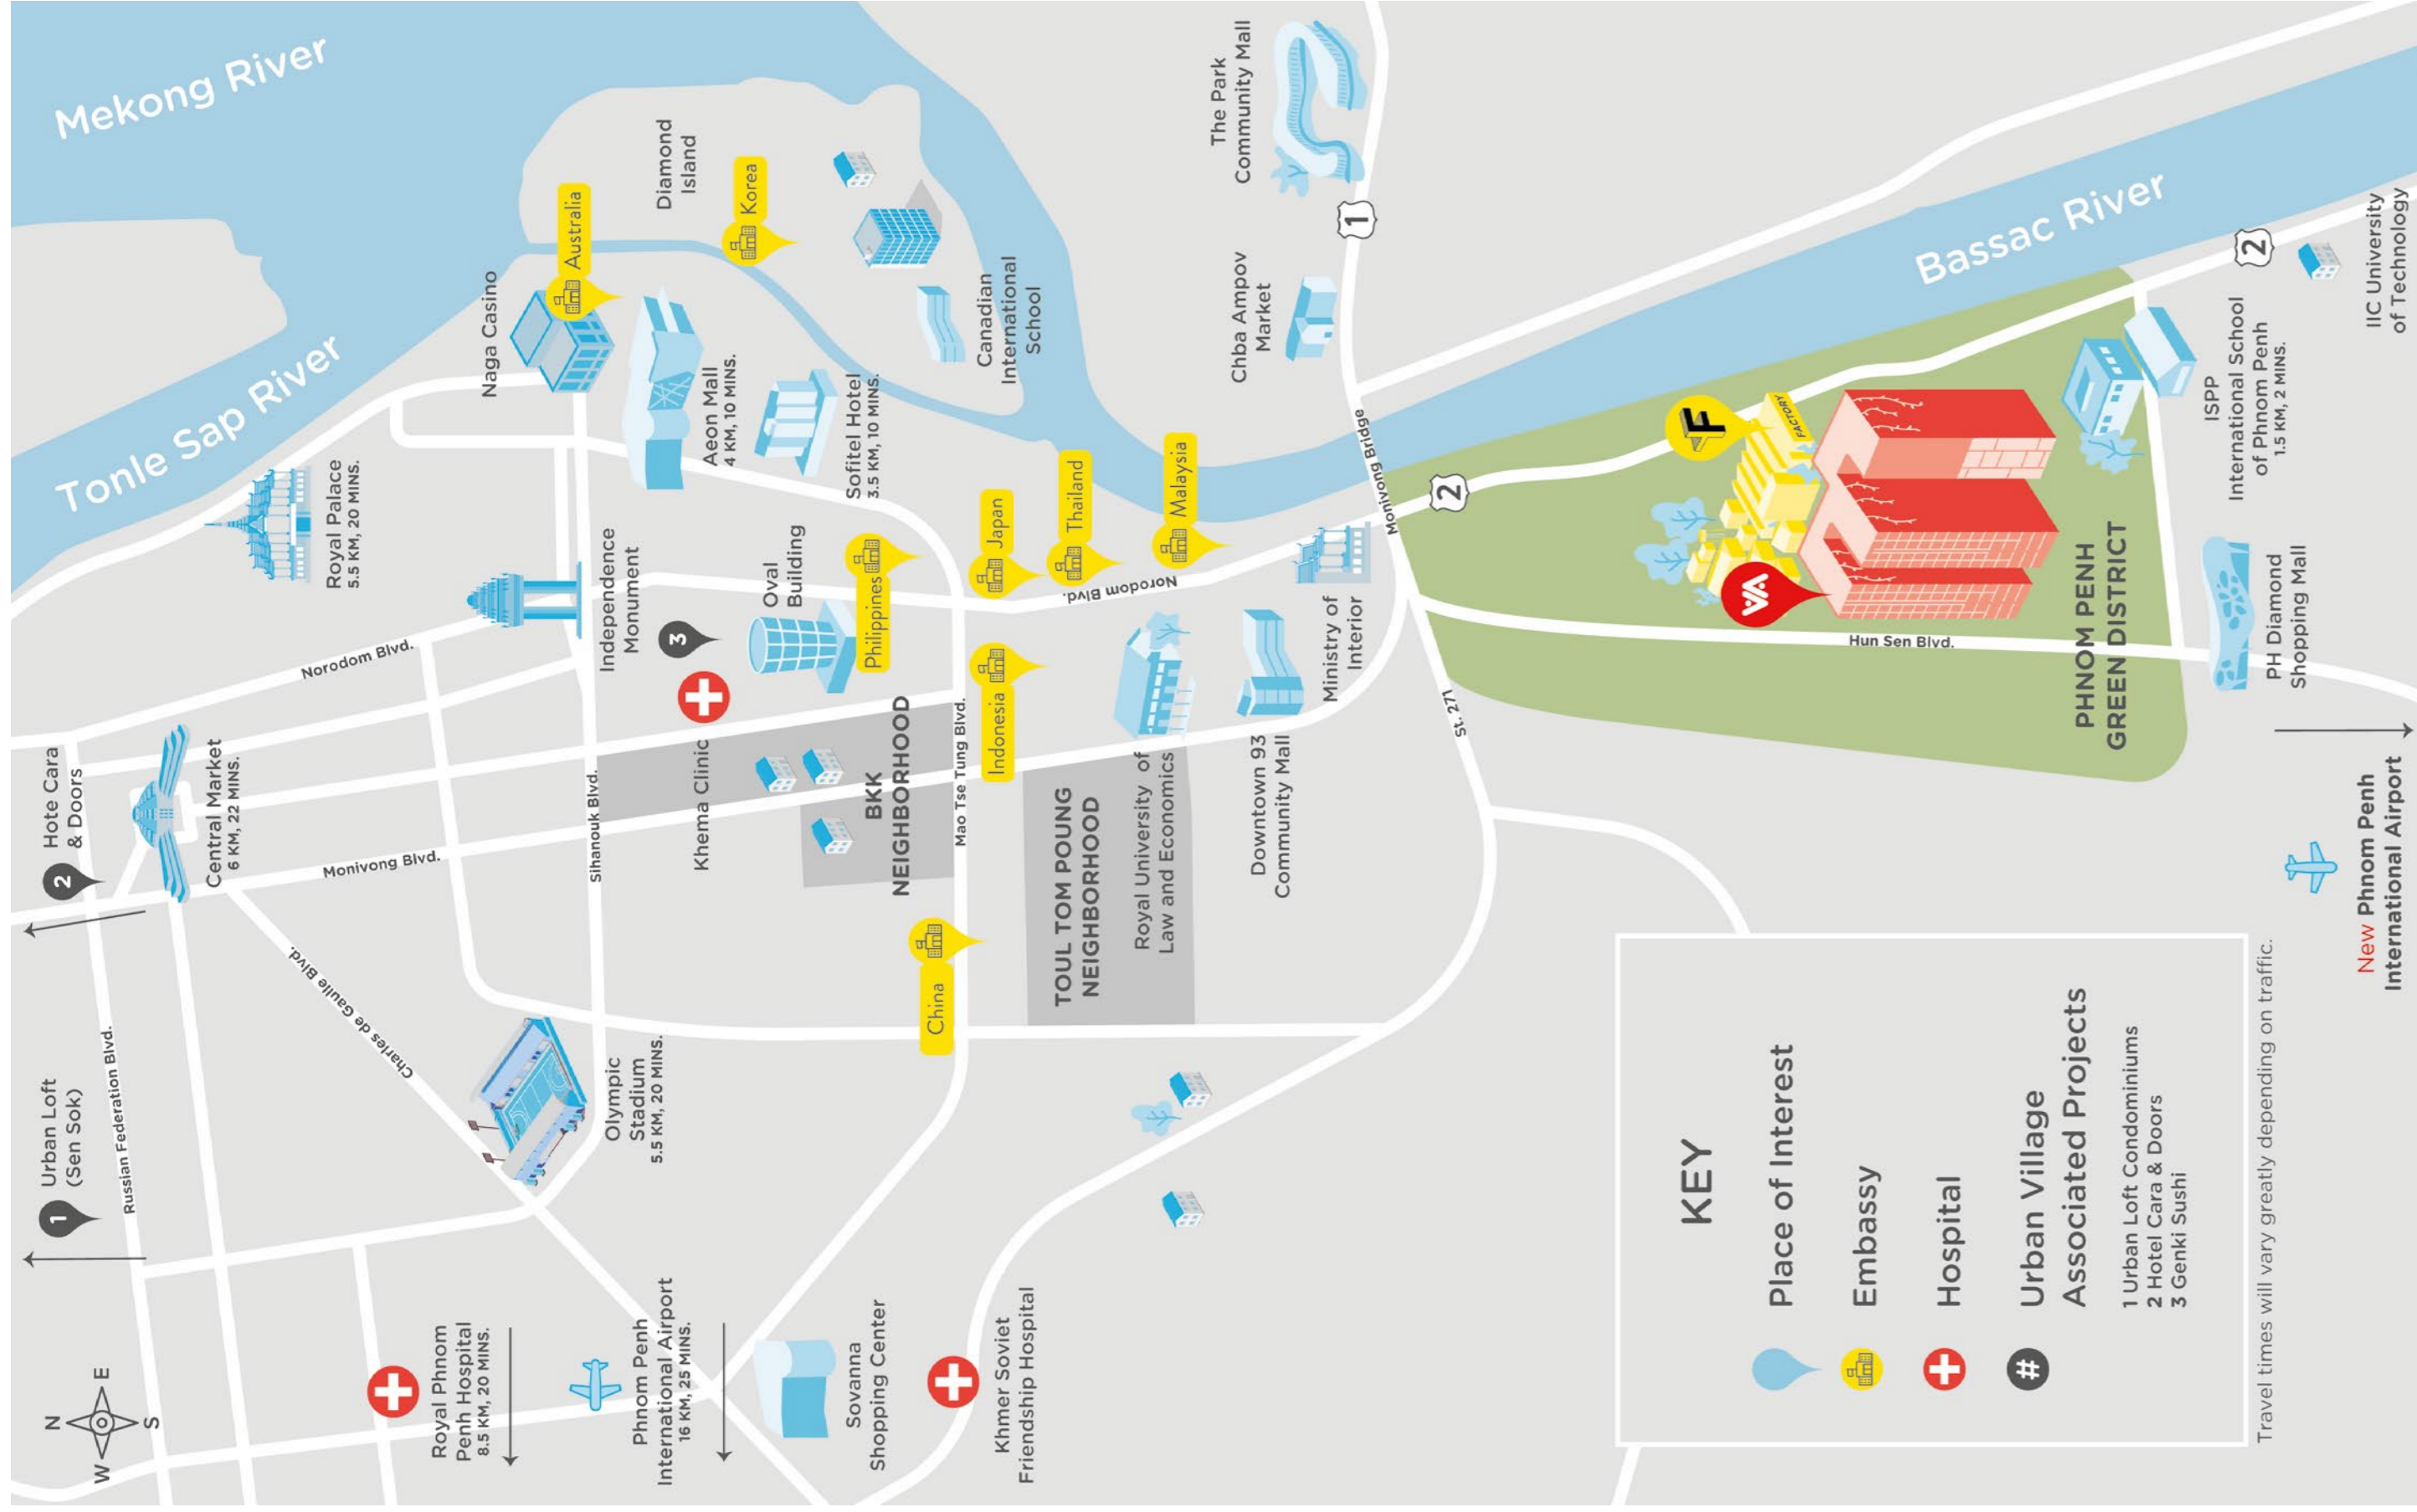 Mekong River
Tonle Sap River
Bassac River
N
W
E
S
1
Urban Loft
(Sen Sok)
Russian Federation Blvd.
2
Hote Cara
& Doors
Central Market
6 KM, 22 MINS.
Norodom Blvd.
Monivong Blvd.
Charles de Gaulle Blvd.
Royal Palace
5.5 KM, 20 MINS.
Naga Casino
Australia
Diamond
Island
Korea
Aeon Mall
4 KM, 10 MINS.
Sofitel Hotel
3.5 KM, 10 MINS.
Canadian
International
School
Independence
Monument
3
Khema Clinic
Oval
Building
Philippines
Sihanouk Blvd.
BKK
NEIGHBORHOOD
Mao Tse Tung Blvd.
Indonesia
Japan
Thailand
Malaysia
Norodom Blvd.
China
Olympic
Stadium
5.5 KM, 20 MINS.
Royal Phnom
Penh Hospital
8.5 KM, 20 MINS.
Phnom Penh
International Airport
16 KM, 25 MINS.
Sovanna
Shopping Center
Khmer Soviet
Friendship Hospital
TOUL TOM POUNG
NEIGHBORHOOD
Royal University of
Law and Economics
Downtown 93
Community Mall
Ministry of
Interior
The Park
Community Mall
1
Chba Ampov
Market
Monivong Bridge
2
St. 271
F
FACTORY
Hun Sen Blvd.
PHNOM PENH
GREEN DISTRICT
2
ISPP
International School
of Phnom Penh
1.5 KM, 2 MINS.
IIC University
of Technology
PH Diamond
Shopping Mall
New Phnom Penh
International Airport
KEY
Place of Interest
Embassy
Hospital
#
Urban Village
Associated Projects
1 Urban Loft Condominiums
2 Hotel Cara & Doors
3 Genki Sushi
Travel times will vary greatly depending on traffic.